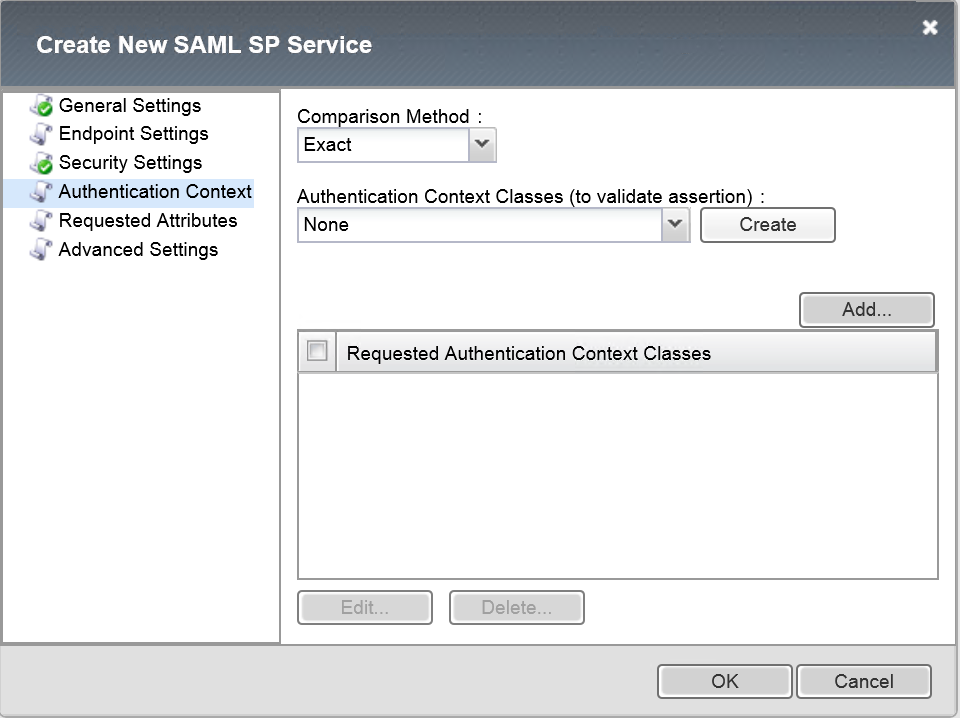 Create New SAML SP Service
General Settings
Endpoint Settings
Security Settings
Authentication Context
Requested Attributes
Advanced Settings
Comparison Method :
Exact
Authentication Context Classes (to validate assertion) :
None
Create
Add...
Requested Authentication Context Classes
Edit...
Delete...
OK
Cancel